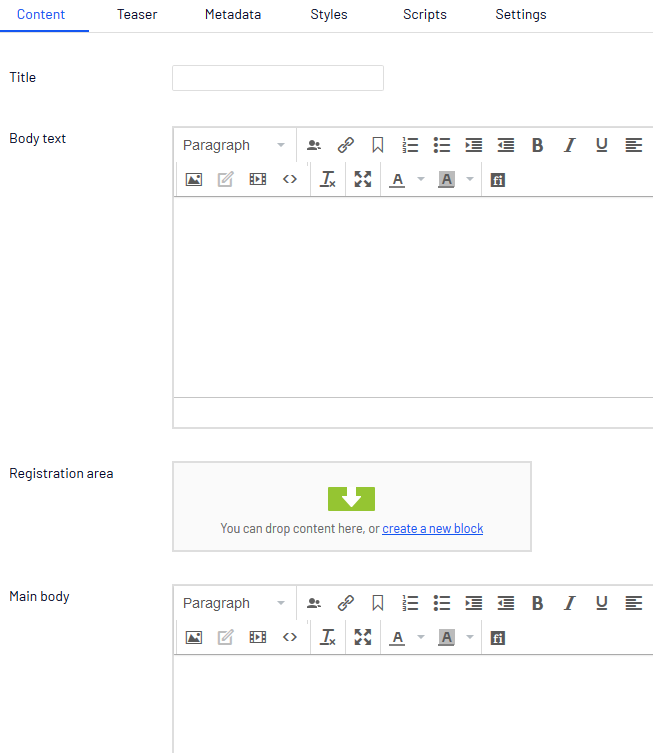 Content Teaser Metadata Styles Scripts Settings
Title
Body text
Paragraph
Registration area
You can drop content here, or create a new block
Main body
Paragraph